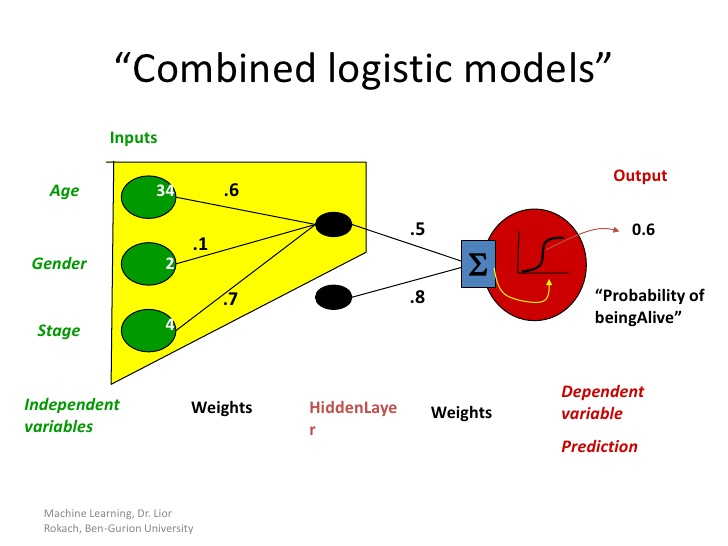 “Combined logistic models”
Inputs
Output
Age
34
.6
.5
0.6
Gender
2
.1
Σ
Stage
4
.7
.8
“Probability of
beingAlive”
Independent
variables
Weights
HiddenLaye
r
Weights
Dependent
variable
Prediction
Machine Learning, Dr. Lior
Rokach, Ben-Gurion University